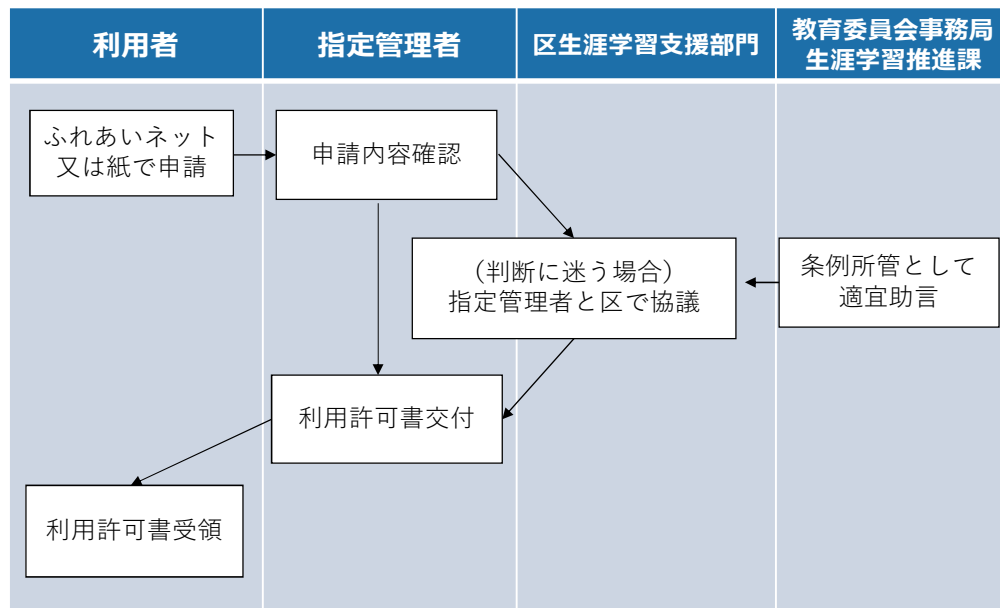 利用者
指定管理者
区生涯学習支援部門
教育委員会事務局
生涯学習推進課
ふれあいネット
又は紙で申請
申請内容確認
（判断に迷う場合）
指定管理者と区で協議
条例所管として
適宜助言
利用許可書交付
利用許可書受領